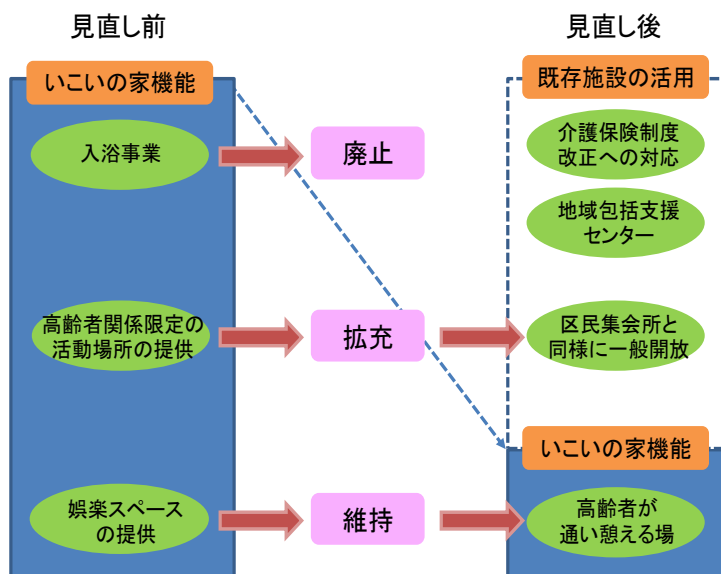 見直し前
見直し後
いこいの家機能
既存施設の活用
入浴事業
廃止
介護保険制度
改正への対応
地域包括支援
センター
高齢者関係限定の
活動場所の提供
拡充
区民集会所と
同様に一般開放
いこいの家機能
娯楽スペース
の提供
維持
高齢者が
通い憩える場